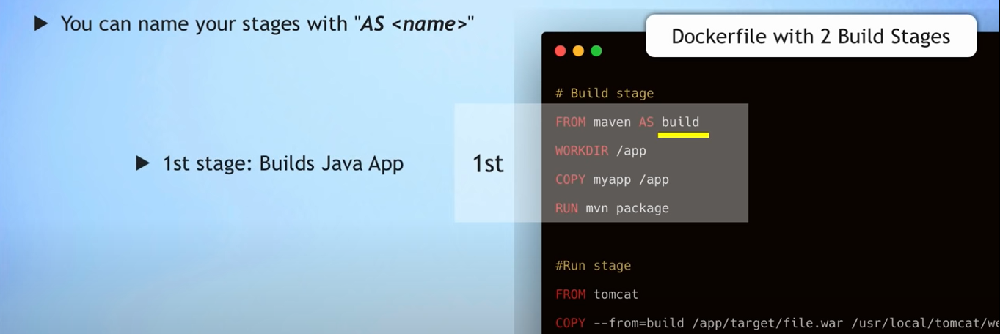 ▶ You can name your stages with "AS <name>"
Dockerfile with 2 Build Stages
▶ 1st stage: Builds Java App
1st
# Build stage
FROM maven AS build
WORKDIR /app
COPY myapp /app
RUN mvn package
#Run stage
FROM tomcat
COPY --from=build /app/target/file.war /usr/local/tomcat/we